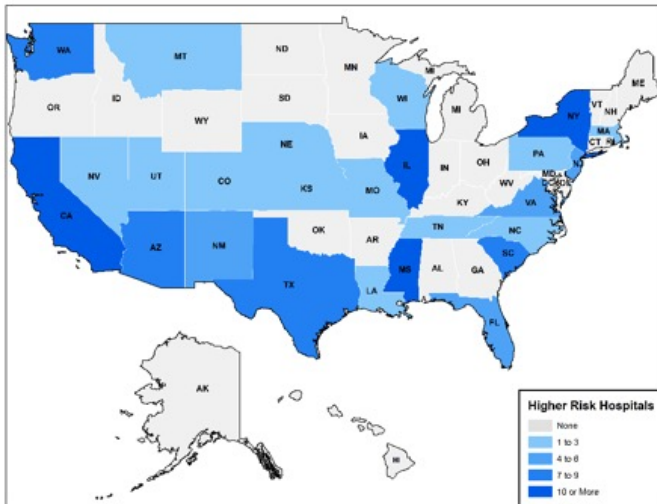 WA
MT
ND
MN
MI
ME
OR
ID
SD
WI
VT
NH
NY
MI
MA
WY
IA
CT
RI
NE
PA
NJ
NV
UT
IL
IN
OH
CO
KS
MO
WV
VA
KY
CA
TN
NC
OK
AR
SC
AZ
NM
MS
AL
GA
TX
LA
FL
AK
HI
Higher Risk Hospitals
None
1 to 3
4 to 6
7 to 9
10 or More